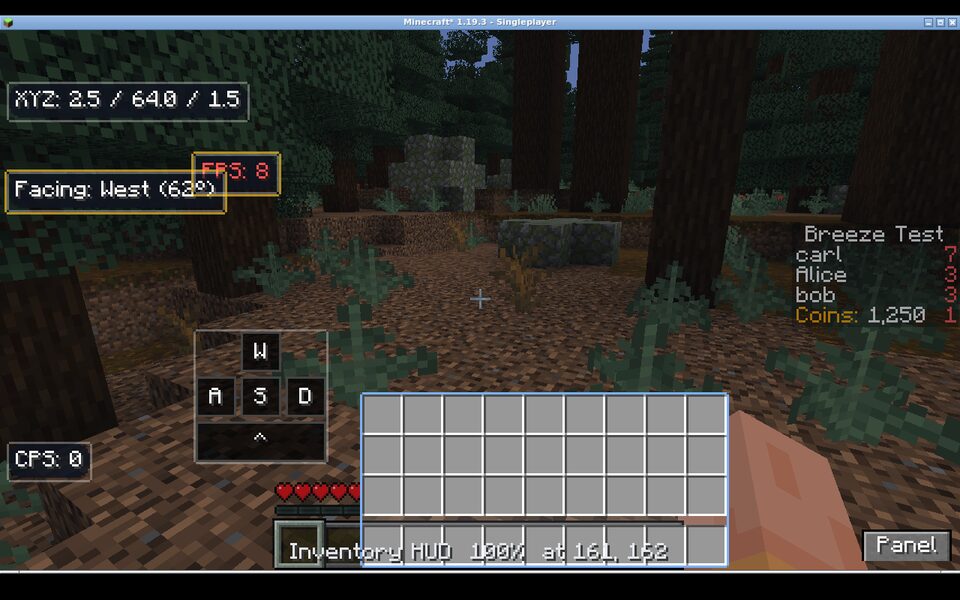 Minecraft* 1.19.3 - Singleplayer
XYZ: 2.5 / 64.0 / 1.5
FPS: 8
Facing: West (62°)
Breeze Test
carl 7
Alice 3
bob 3
Coins: 1,250 1
W
A S D
^
CPS: 0
Inventory HUD 100% at 161, 162
Panel